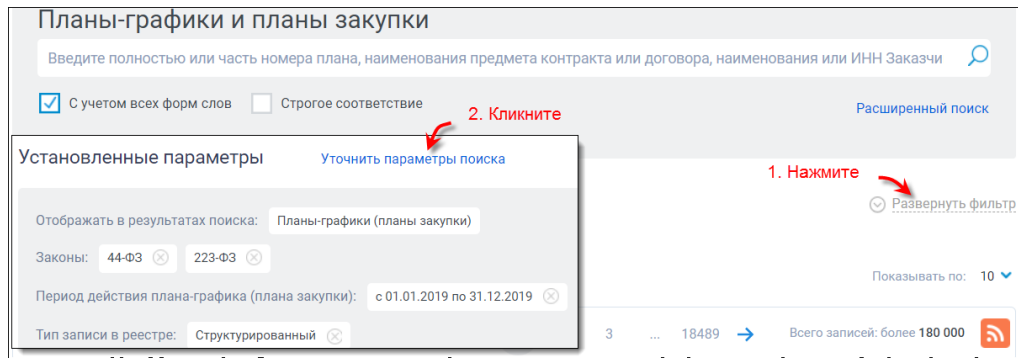 Планы-графики и планы закупки
Введите полностью или часть номера плана, наименования предмета контракта или договора, наименования или ИНН Заказчи
С учетом всех форм слов
Строгое соответствие
2. Кликните
Расширенный поиск
Установленные параметры
Уточнить параметры поиска
1. Нажмите
Развернуть фильтр
Отображать в результатах поиска: Планы-графики (планы закупки)
Законы: 44-ФЗ 223-ФЗ
Показывать по: 10
Период действия плана-графика (плана закупки): с 01.01.2019 по 31.12.2019
Тип записи в реестре: Структурированный
3 ... 18489
Всего записей: более 180 000